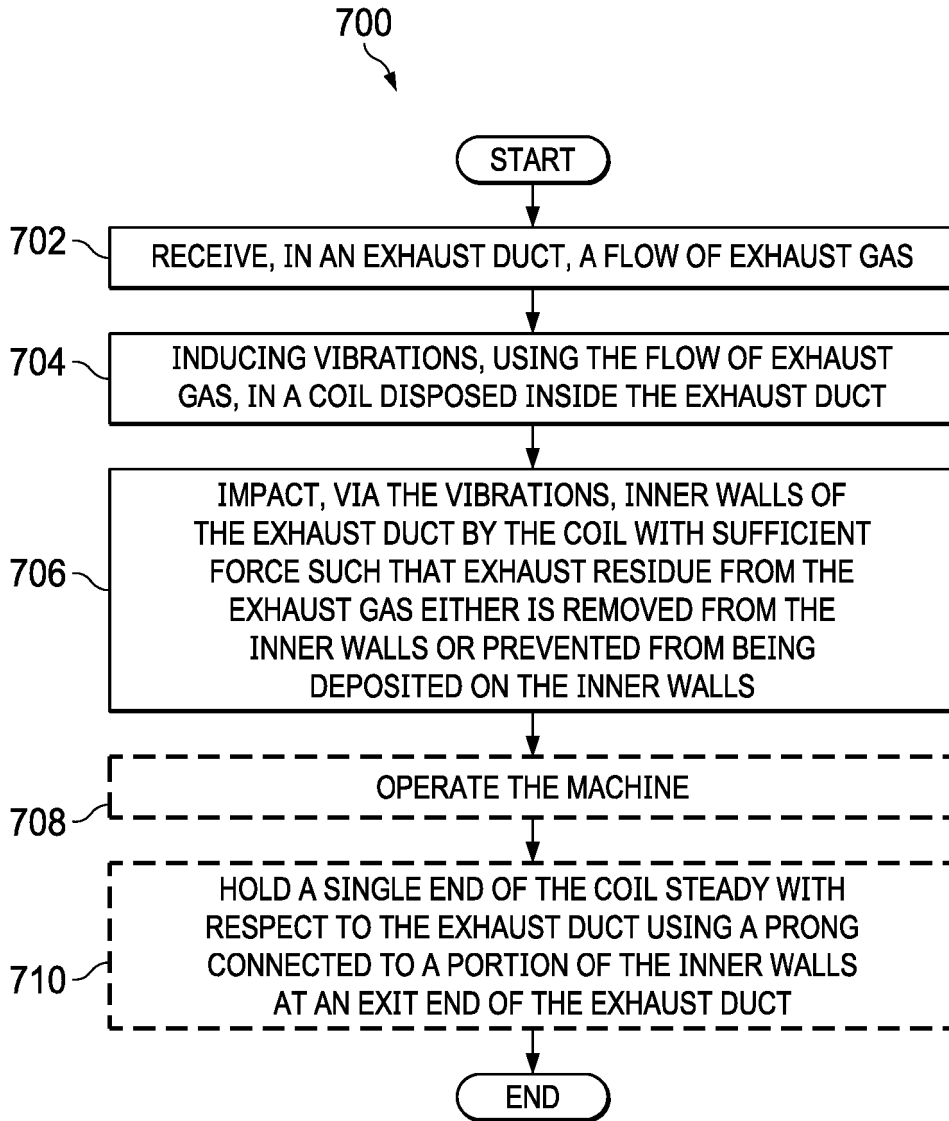 700
START
702
RECEIVE, IN AN EXHAUST DUCT, A FLOW OF EXHAUST GAS
704
INDUCING VIBRATIONS, USING THE FLOW OF EXHAUST
GAS, IN A COIL DISPOSED INSIDE THE EXHAUST DUCT
706
IMPACT, VIA THE VIBRATIONS, INNER WALLS OF
THE EXHAUST DUCT BY THE COIL WITH SUFFICIENT
FORCE SUCH THAT EXHAUST RESIDUE FROM THE
EXHAUST GAS EITHER IS REMOVED FROM THE
INNER WALLS OR PREVENTED FROM BEING
DEPOSITED ON THE INNER WALLS
708
OPERATE THE MACHINE
710
HOLD A SINGLE END OF THE COIL STEADY WITH
RESPECT TO THE EXHAUST DUCT USING A PRONG
CONNECTED TO A PORTION OF THE INNER WALLS
AT AN EXIT END OF THE EXHAUST DUCT
END